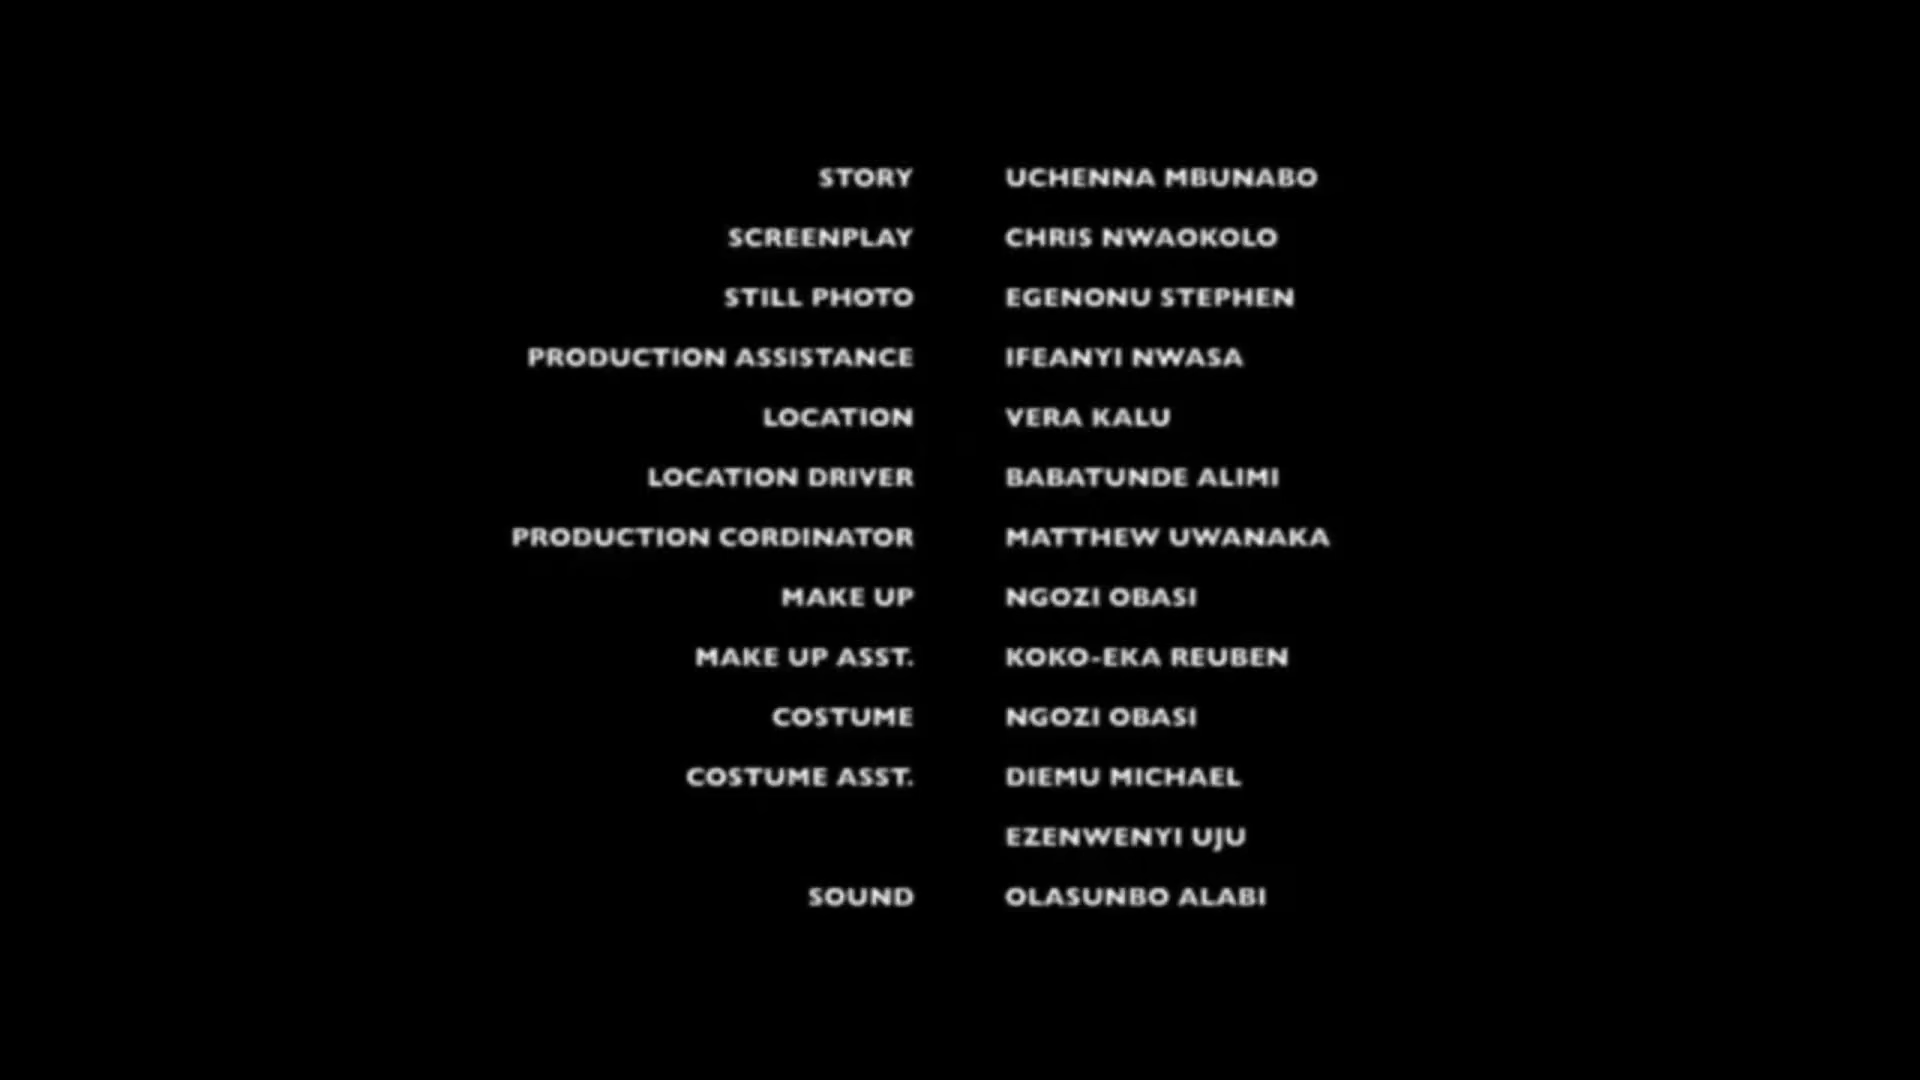 STORY UCHENNA MBUNABO
SCREENPLAY CHRIS NWAOKOLO
STILL PHOTO EGENONU STEPHEN
PRODUCTION ASSISTANCE IFEANYI NWASA
LOCATION VERA KALU
LOCATION DRIVER BABATUNDE ALIMI
PRODUCTION CORDINATOR MATTHEW UWANAKA
MAKE UP NGOZI OBASI
MAKE UP ASST. KOKO-EKA REUBEN
COSTUME NGOZI OBASI
COSTUME ASST. DIEMU MICHAEL
EZENWENYI UJU
SOUND OLASUNBO ALABI